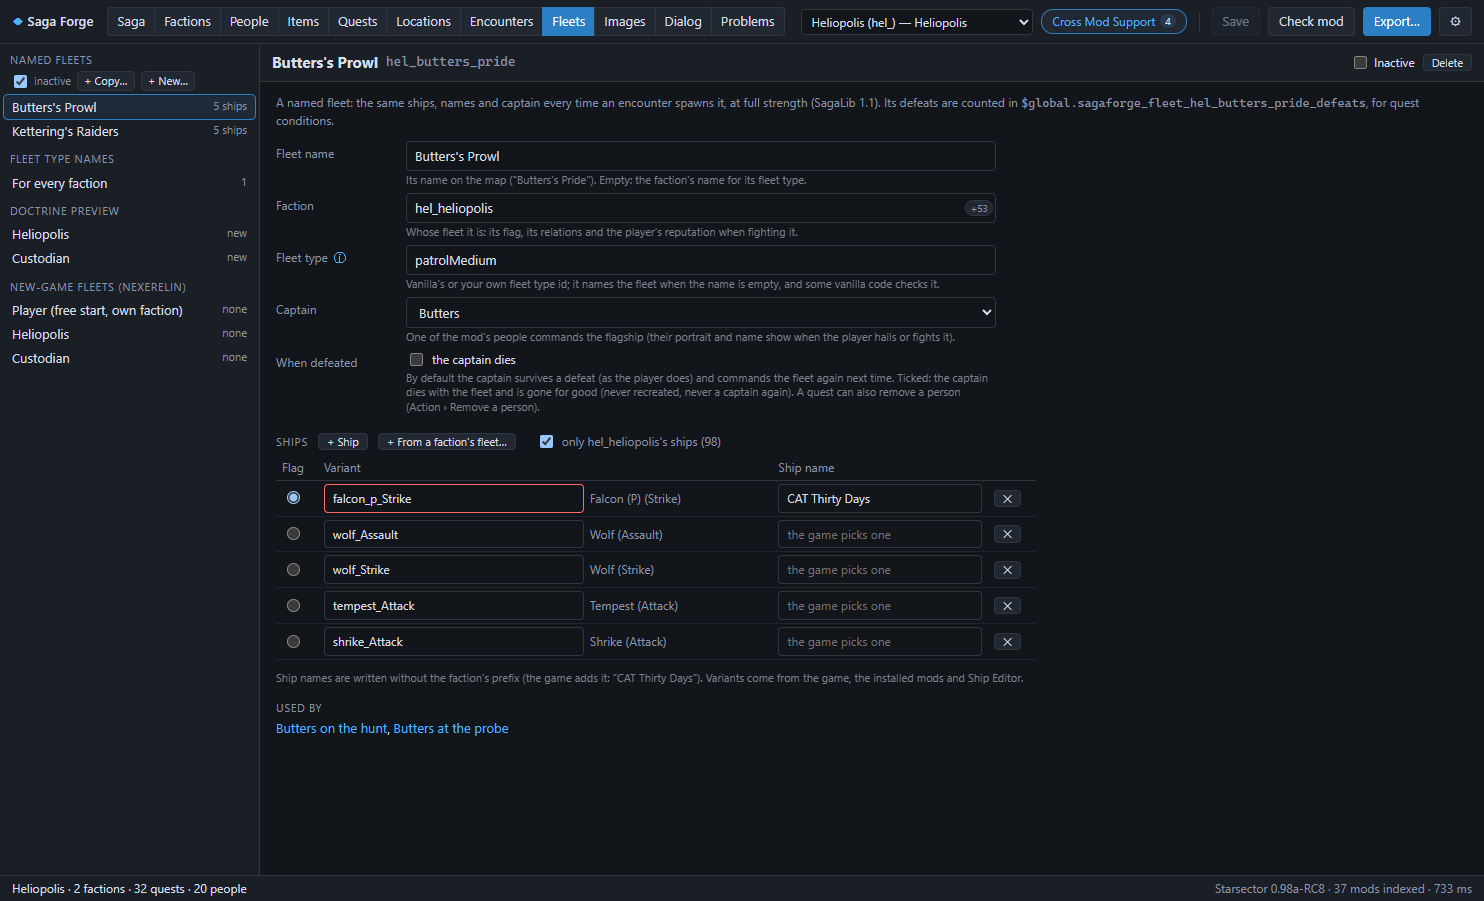 Saga Forge
Saga Factions People Items Quests Locations Encounters Fleets Images Dialog Problems
Heliopolis (hel_) — Heliopolis
Cross Mod Support 4
Save Check mod Export...
NAMED FLEETS
inactive + Copy... + New...
Butters's Prowl 5 ships
Kettering's Raiders 5 ships
FLEET TYPE NAMES
For every faction 1
DOCTRINE PREVIEW
Heliopolis new
Custodian new
NEW-GAME FLEETS (NEXERELIN)
Player (free start, own faction) none
Heliopolis none
Custodian none
Butters's Prowl hel_butters_pride
Inactive Delete
A named fleet: the same ships, names and captain every time an encounter spawns it, at full strength (SagaLib 1.1). Its defeats are counted in $global.sagaforge_fleet_hel_butters_pride_defeats, for quest
conditions.
Fleet name Butters's Prowl
Its name on the map ("Butters's Pride"). Empty: the faction's name for its fleet type.
Faction hel_heliopolis +53
Whose fleet it is: its flag, its relations and the player's reputation when fighting it.
Fleet type ⓘ patrolMedium
Vanilla's or your own fleet type id; it names the fleet when the name is empty, and some vanilla code checks it.
Captain Butters
One of the mod's people commands the flagship (their portrait and name show when the player hails or fights it).
When defeated the captain dies
By default the captain survives a defeat (as the player does) and commands the fleet again next time. Ticked: the captain
dies with the fleet and is gone for good (never recreated, never a captain again). A quest can also remove a person
(Action › Remove a person).
SHIPS + Ship + From a faction's fleet... only hel_heliopolis's ships (98)
Flag Variant Ship name
falcon_p_Strike Falcon (P) (Strike) CAT Thirty Days ✕
wolf_Assault Wolf (Assault) the game picks one ✕
wolf_Strike Wolf (Strike) the game picks one ✕
tempest_Attack Tempest (Attack) the game picks one ✕
shrike_Attack Shrike (Attack) the game picks one ✕
Ship names are written without the faction's prefix (the game adds it: "CAT Thirty Days"). Variants come from the game, the installed mods and Ship Editor.
USED BY
Butters on the hunt, Butters at the probe
Heliopolis · 2 factions · 32 quests · 20 people
Starsector 0.98a-RC8 · 37 mods indexed · 733 ms